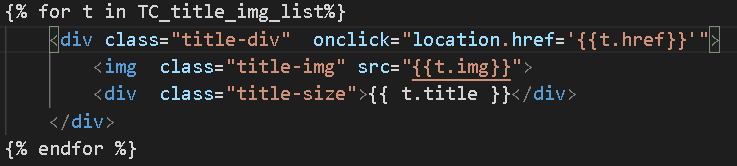 {% for t in TC_title_img_list%}
<div class="title-div"  onclick="location.href='{{t.href}}'">
<img  class="title-img" src="{{t.img}}">
<div  class="title-size">{{ t.title }}</div>
</div>
{% endfor %}